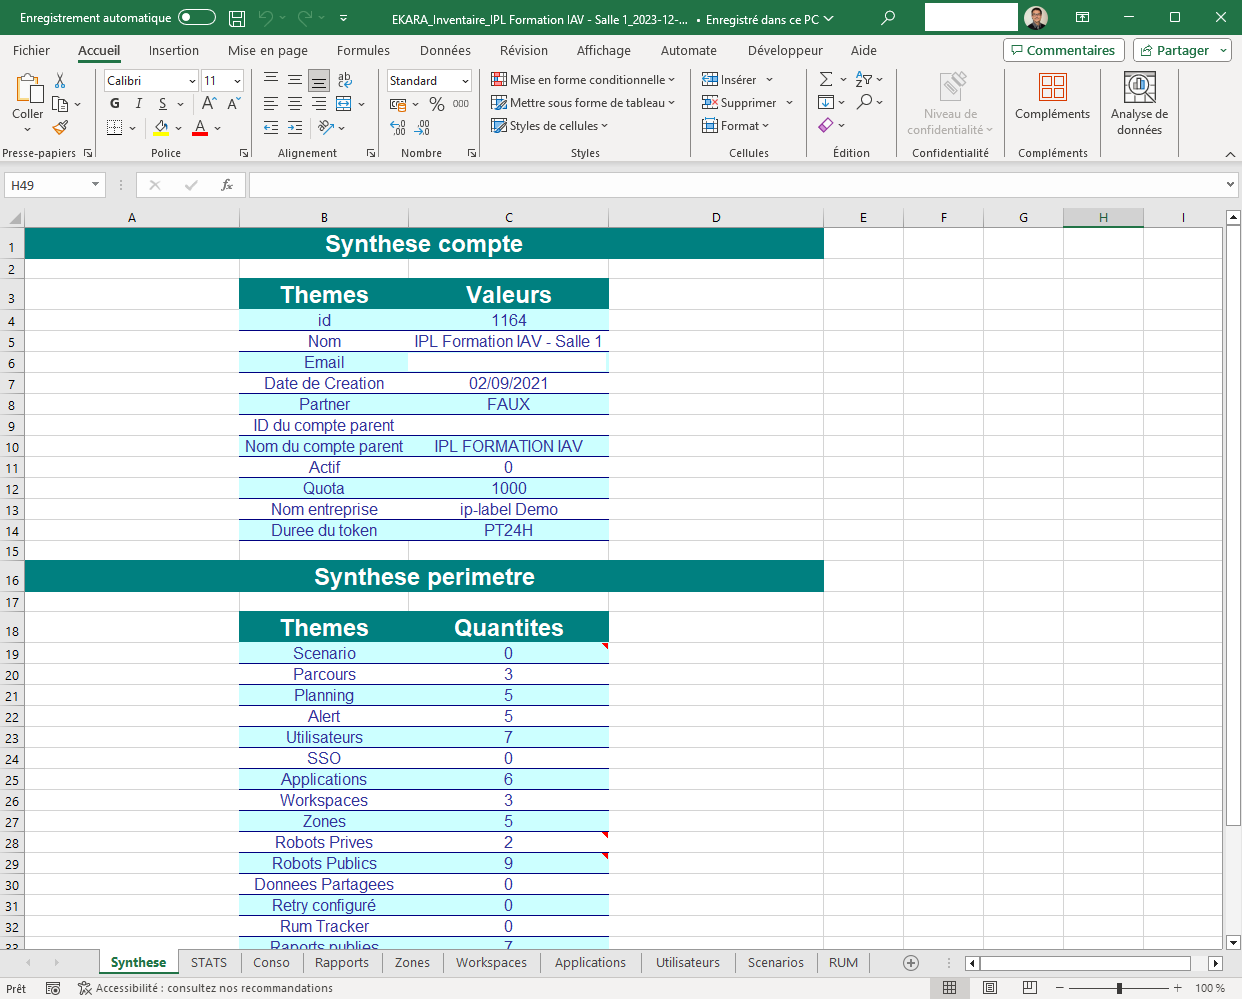 Enregistrement automatique
EKARA_Inventaire_IPL Formation IAV - Salle 1_2023-12-... • Enregistré dans ce PC
Fichier Accueil Insertion Mise en page Formules Données Révision Affichage Automate Développeur Aide Commentaires Partager
Coller
Calibri 11
G I S A A
ab
Standard
% 000
Mise en forme conditionnelle
Mettre sous forme de tableau
Styles de cellules
Insérer
Supprimer
Format
Niveau de
confidentialité
Compléments
Analyse de
données
Presse-papiers Police Alignement Nombre Styles Cellules Édition Confidentialité Compléments
H49 fx
A B C D E F G H I
1 Synthese compte
2
3 Themes Valeurs
4 id 1164
5 Nom IPL Formation IAV - Salle 1
6 Email
7 Date de Creation 02/09/2021
8 Partner FAUX
9 ID du compte parent
10 Nom du compte parent IPL FORMATION IAV
11 Actif 0
12 Quota 1000
13 Nom entreprise ip-label Demo
14 Duree du token PT24H
15
16 Synthese perimetre
17
18 Themes Quantites
19 Scenario 0
20 Parcours 3
21 Planning 5
22 Alert 5
23 Utilisateurs 7
24 SSO 0
25 Applications 6
26 Workspaces 3
27 Zones 5
28 Robots Prives 2
29 Robots Publics 9
30 Donnees Partagees 0
31 Retry configuré 0
32 Rum Tracker 0
33 Raports publies 7
Synthese STATS Conso Rapports Zones Workspaces Applications Utilisateurs Scenarios RUM
Prêt Accessibilité : consultez nos recommandations 100 %